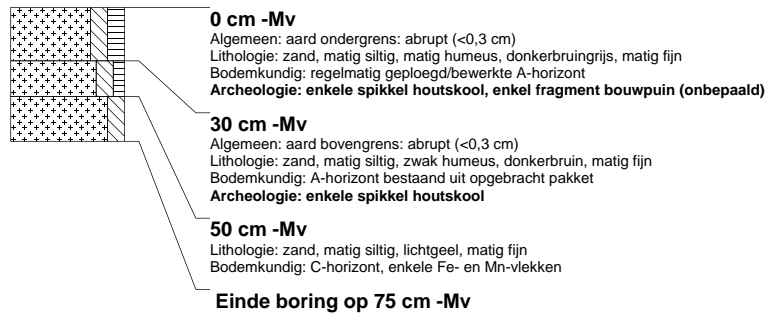 0 cm -Mv
Algemeen: aard ondergrens: abrupt (<0,3 cm)
Lithologie: zand, matig siltig, matig humeus, donkerbruingrijs, matig fijn
Bodemkundig: regelmatig geploegd/bewerkte A-horizont
Archeologie: enkele spikkel houtskool, enkel fragment bouwpuin (onbepaald)
30 cm -Mv
Algemeen: aard bovengrens: abrupt (<0,3 cm)
Lithologie: zand, matig siltig, zwak humeus, donkerbruin, matig fijn
Bodemkundig: A-horizont bestaand uit opgebracht pakket
Archeologie: enkele spikkel houtskool
50 cm -Mv
Lithologie: zand, matig siltig, lichtgeel, matig fijn
Bodemkundig: C-horizont, enkele Fe- en Mn-vlekken
Einde boring op 75 cm -Mv